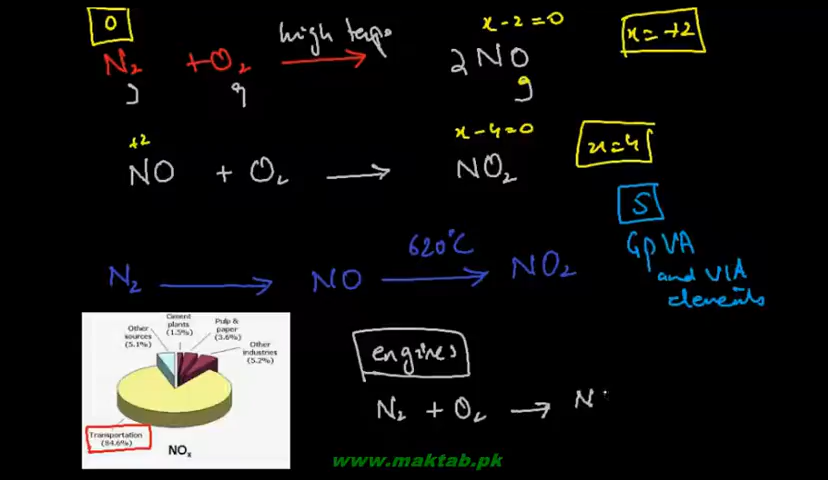 0
x - 2 = 0
x = +2
N₂ + O₂ → 2NO
high temp
g g g
+2
x - 4 = 0
x = 4
NO + O₂ → NO₂
S
Gp VA
and VIA
elements
620°C
N₂ → NO → NO₂
Cement
plants
(1.5%)
Pulp &
paper
(3.6%)
Other
sources
(5.1%)
Other
industries
(5.2%)
Transportation
(84.6%)
NOx
engines
N₂ + O₂ → N
www.maktab.pk